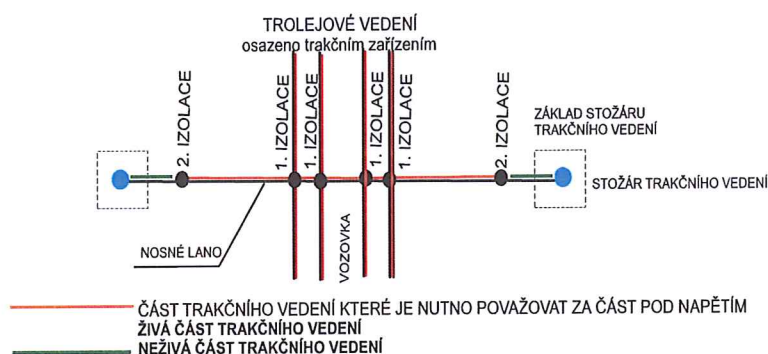 TROLEJOVÉ VEDENÍ
osazeno trakčním zařízením
2. IZOLACE
1. IZOLACE
1. IZOLACE
1. IZOLACE
1. IZOLACE
2. IZOLACE
ZÁKLAD STOŽÁRU
TRAKČNÍHO VEDENÍ
STOŽÁR TRAKČNÍHO VEDENÍ
NOSNÉ LANO
VOZOVKA
ČÁST TRAKČNÍHO VEDENÍ KTERÉ JE NUTNO POVAŽOVAT ZA ČÁST POD NAPĚTÍM
ŽIVÁ ČÁST TRAKČNÍHO VEDENÍ
NEŽIVÁ ČÁST TRAKČNÍHO VEDENÍ